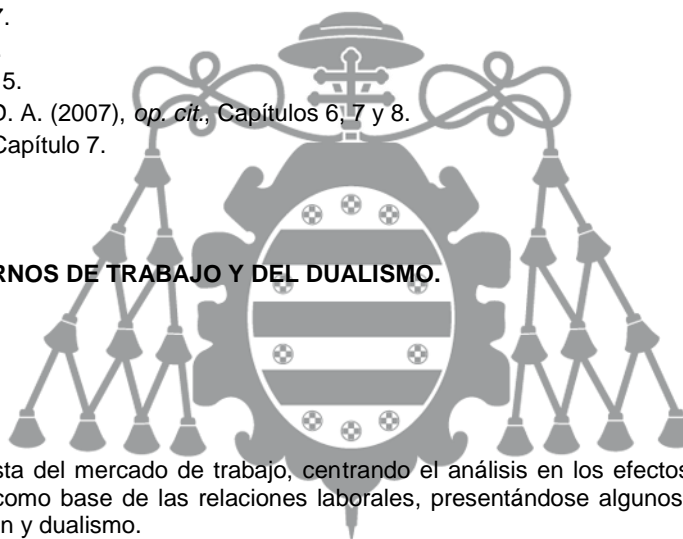 7.
5.
D. A. (2007), op. cit., Capítulos 6, 7 y 8.
Capítulo 7.
RNOS DE TRABAJO Y DEL DUALISMO.
sta del mercado de trabajo, centrando el análisis en los efectos
como base de las relaciones laborales, presentándose algunos
n y dualismo.